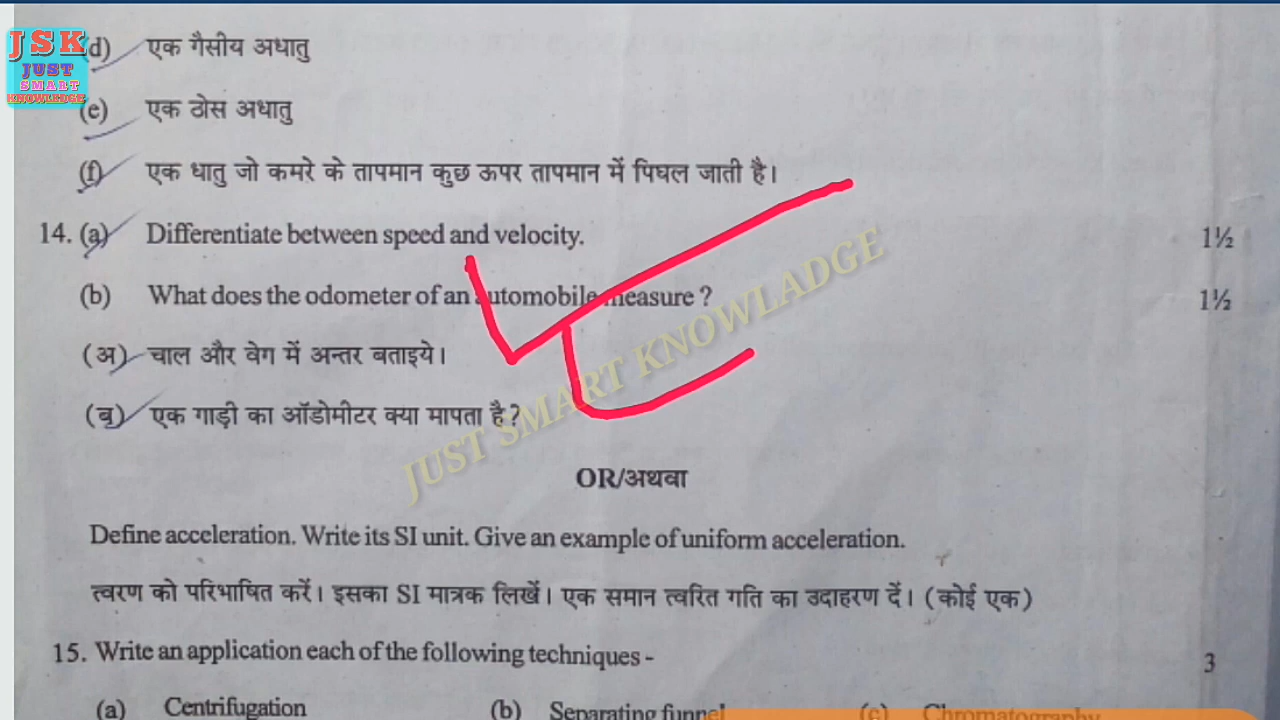 JSK
JUST
SMART
KNOWLEDGE
(d) एक गैसीय अधातु
(e) एक ठोस अधातु
(f) एक धातु जो कमरे के तापमान कुछ ऊपर तापमान में पिघल जाती है।
14. (a) Differentiate between speed and velocity. 1½
(b) What does the odometer of an automobile measure ? 1½
(अ) चाल और वेग में अन्तर बताइये।
(ब) एक गाड़ी का ऑडोमीटर क्या मापता है?
JUST SMART KNOWLADGE
OR/अथवा
Define acceleration. Write its SI unit. Give an example of uniform acceleration.
त्वरण को परिभाषित करें। इसका SI मात्रक लिखें। एक समान त्वरित गति का उदाहरण दें। (कोई एक)
15. Write an application each of the following techniques - 3
(a) Centrifugation (b) Separating funnel (c) Chromatography